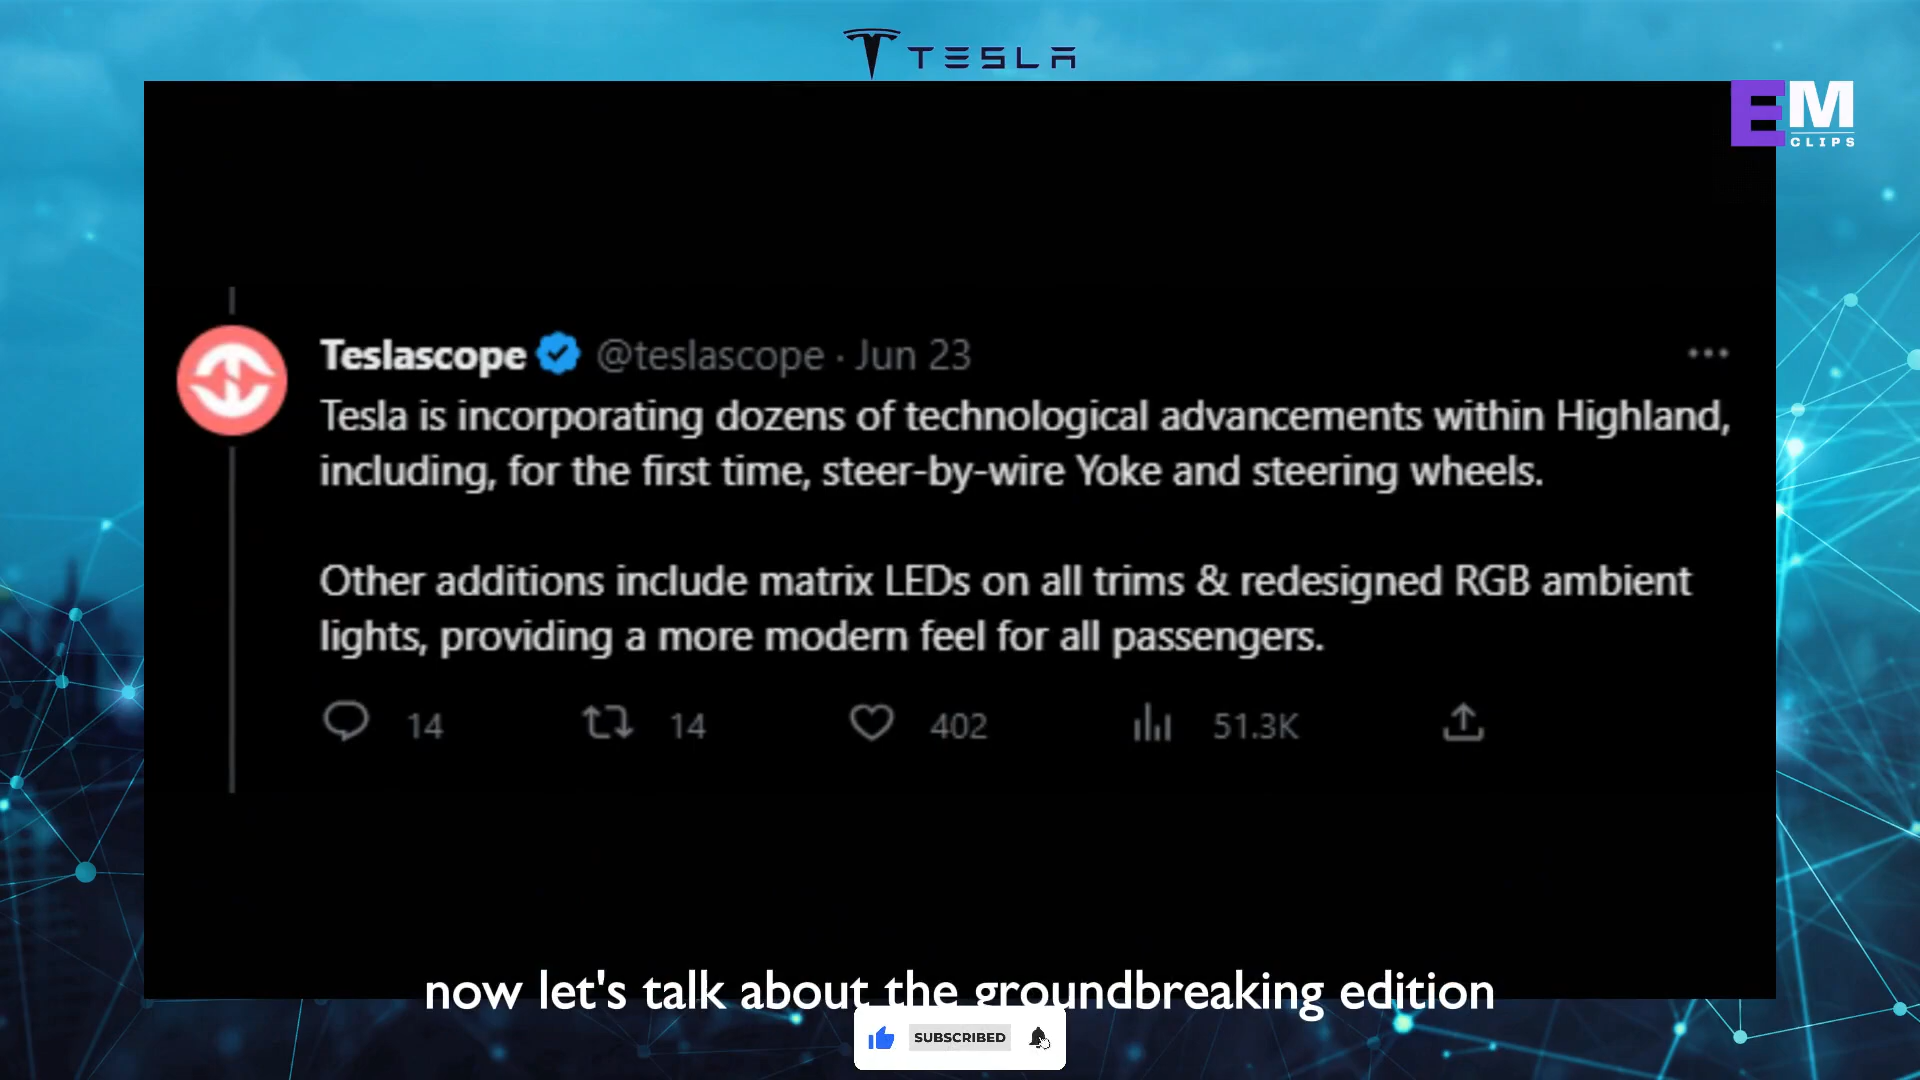 TESLA
EM
CLIPS
Teslascope @teslascope · Jun 23
Tesla is incorporating dozens of technological advancements within Highland,
including, for the first time, steer-by-wire Yoke and steering wheels.
Other additions include matrix LEDs on all trims & redesigned RGB ambient
lights, providing a more modern feel for all passengers.
14 14 402 51.3K
now let's talk about the groundbreaking edition
SUBSCRIBED